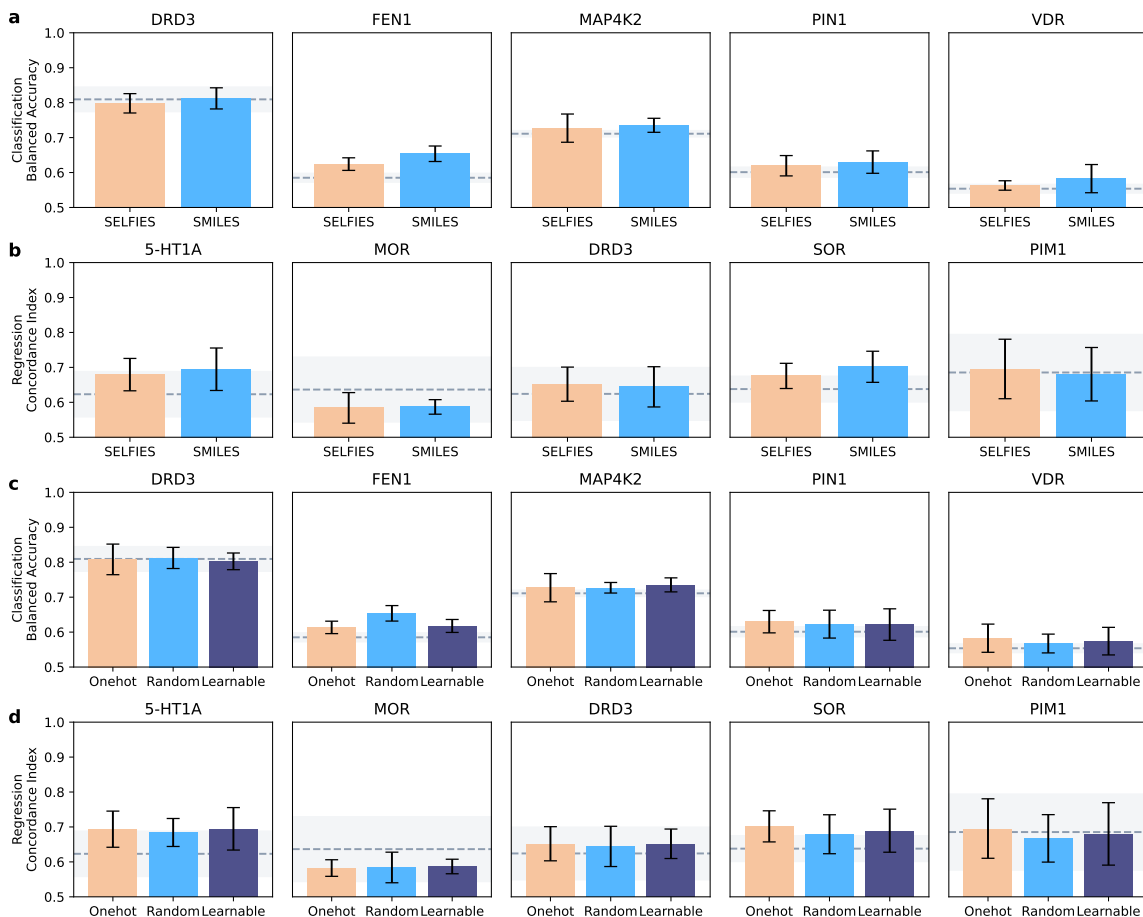 a
DRD3 FEN1 MAP4K2 PIN1 VDR
Classification
Balanced Accuracy
1.0
0.9
0.8
0.7
0.6
0.5
SELFIES SMILES SELFIES SMILES SELFIES SMILES SELFIES SMILES SELFIES SMILES
b
5-HT1A MOR DRD3 SOR PIM1
Regression
Concordance Index
1.0
0.9
0.8
0.7
0.6
0.5
SELFIES SMILES SELFIES SMILES SELFIES SMILES SELFIES SMILES SELFIES SMILES
c
DRD3 FEN1 MAP4K2 PIN1 VDR
Classification
Balanced Accuracy
1.0
0.9
0.8
0.7
0.6
0.5
Onehot Random Learnable Onehot Random Learnable Onehot Random Learnable Onehot Random Learnable Onehot Random Learnable
d
5-HT1A MOR DRD3 SOR PIM1
Regression
Concordance Index
1.0
0.9
0.8
0.7
0.6
0.5
Onehot Random Learnable Onehot Random Learnable Onehot Random Learnable Onehot Random Learnable Onehot Random Learnable